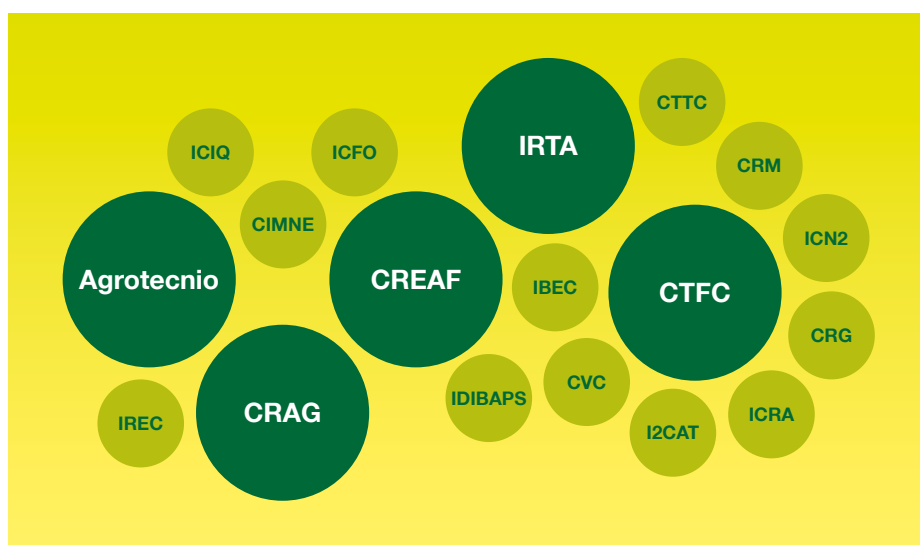 CTTC
IRTA
ICIQ
ICFO
CRM
CIMNE
ICN2
Agrotecnio
CREAF
IBEC
CTFC
CRG
IDIBAPS
CVC
CRAG
ICRA
IREC
I2CAT